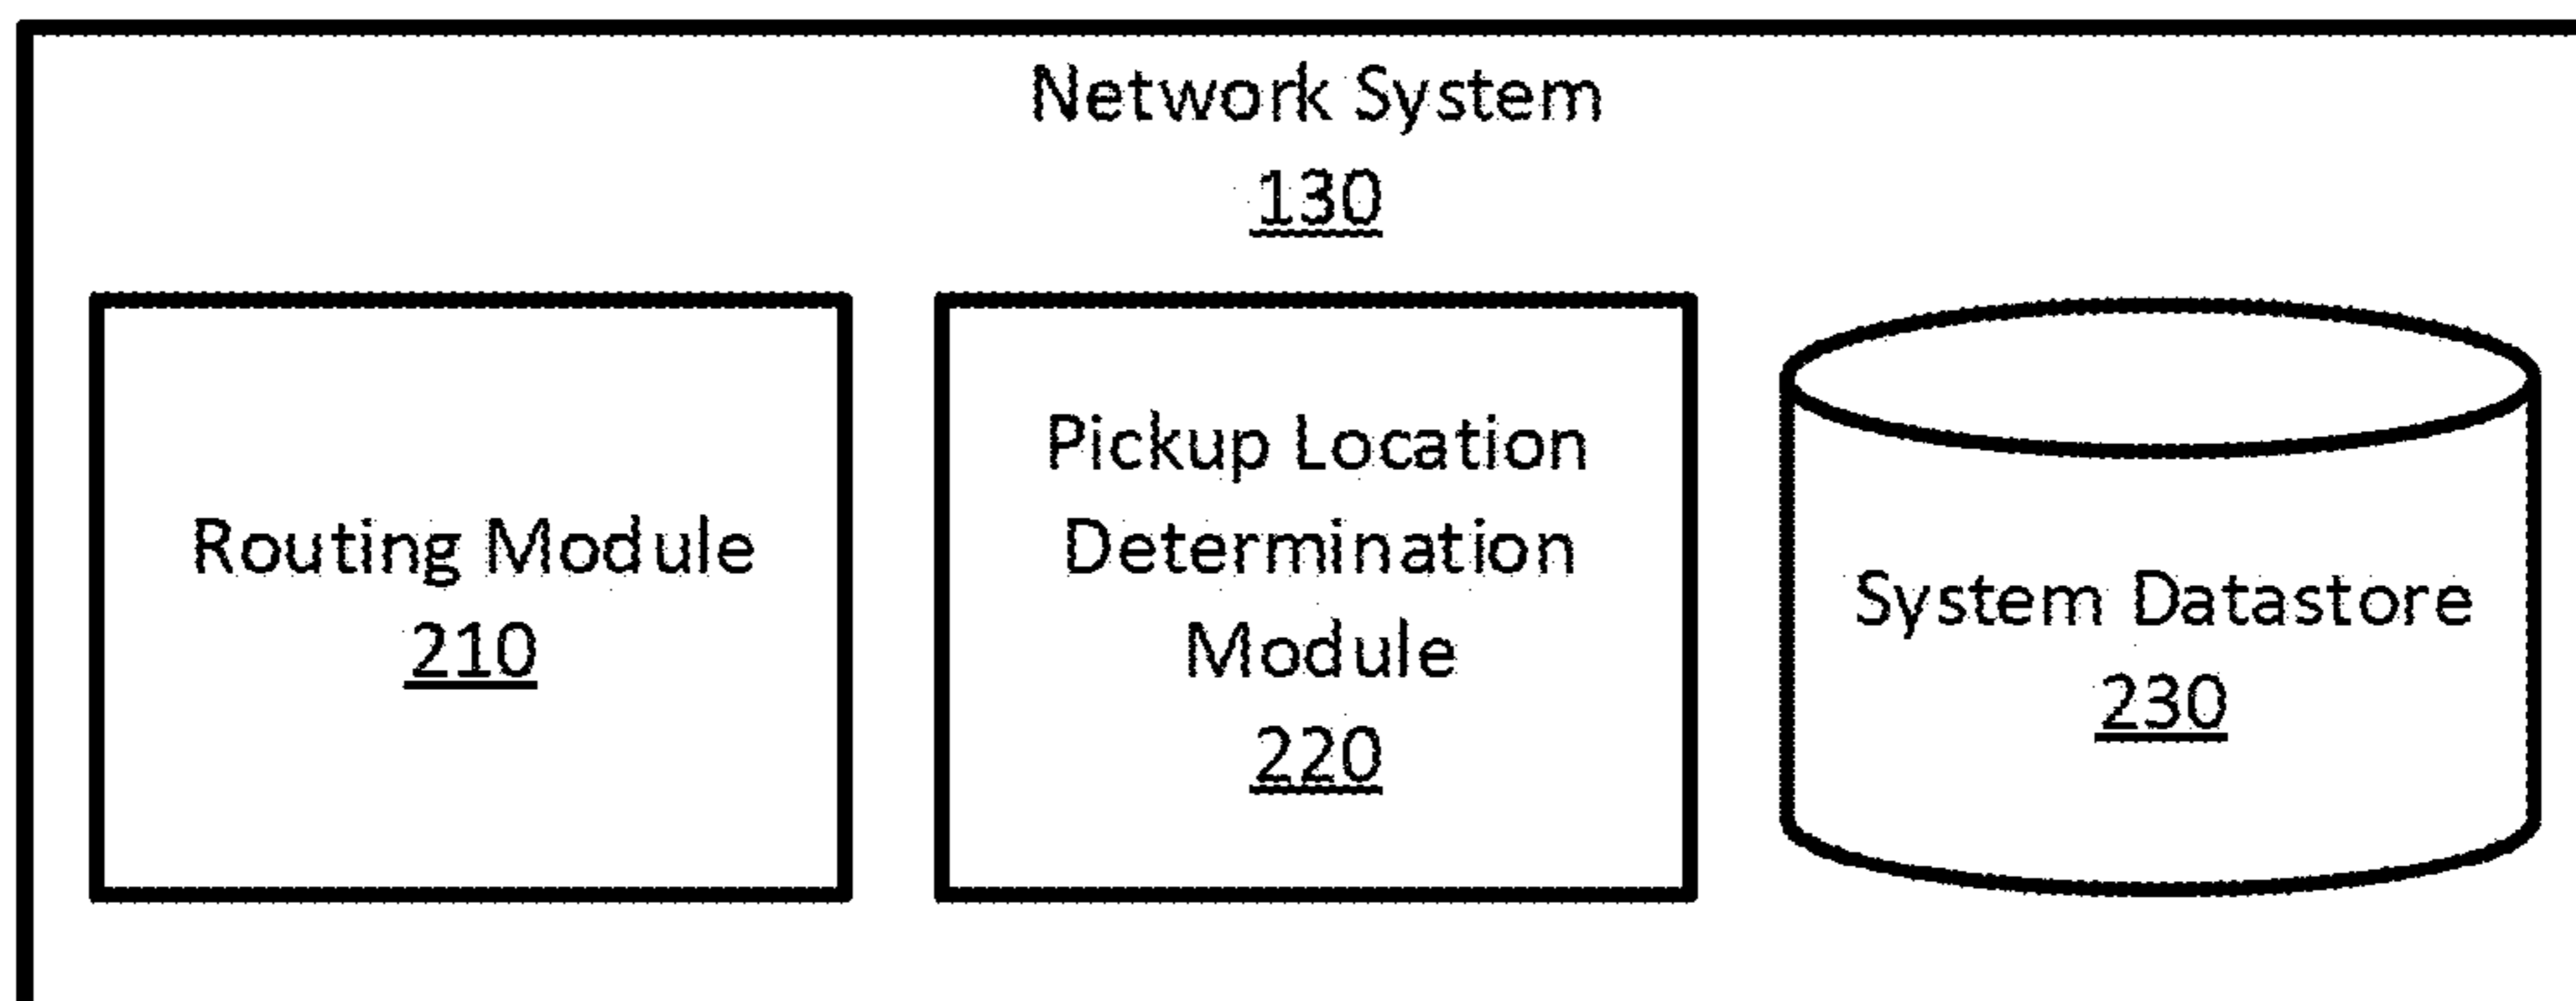 Network System
130
Routing Module
210
Pickup Location
Determination
Module
220
System Datastore
230